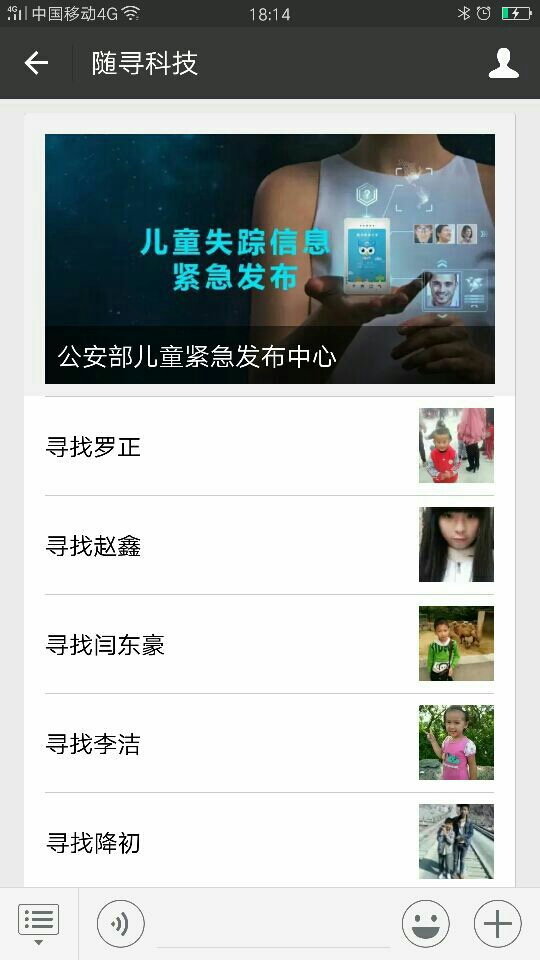 4G 中国移动4G 18:14
随寻科技
儿童失踪信息
紧急发布
公安部儿童紧急发布中心
寻找罗正
寻找赵鑫
寻找闫东豪
寻找李洁
寻找降初